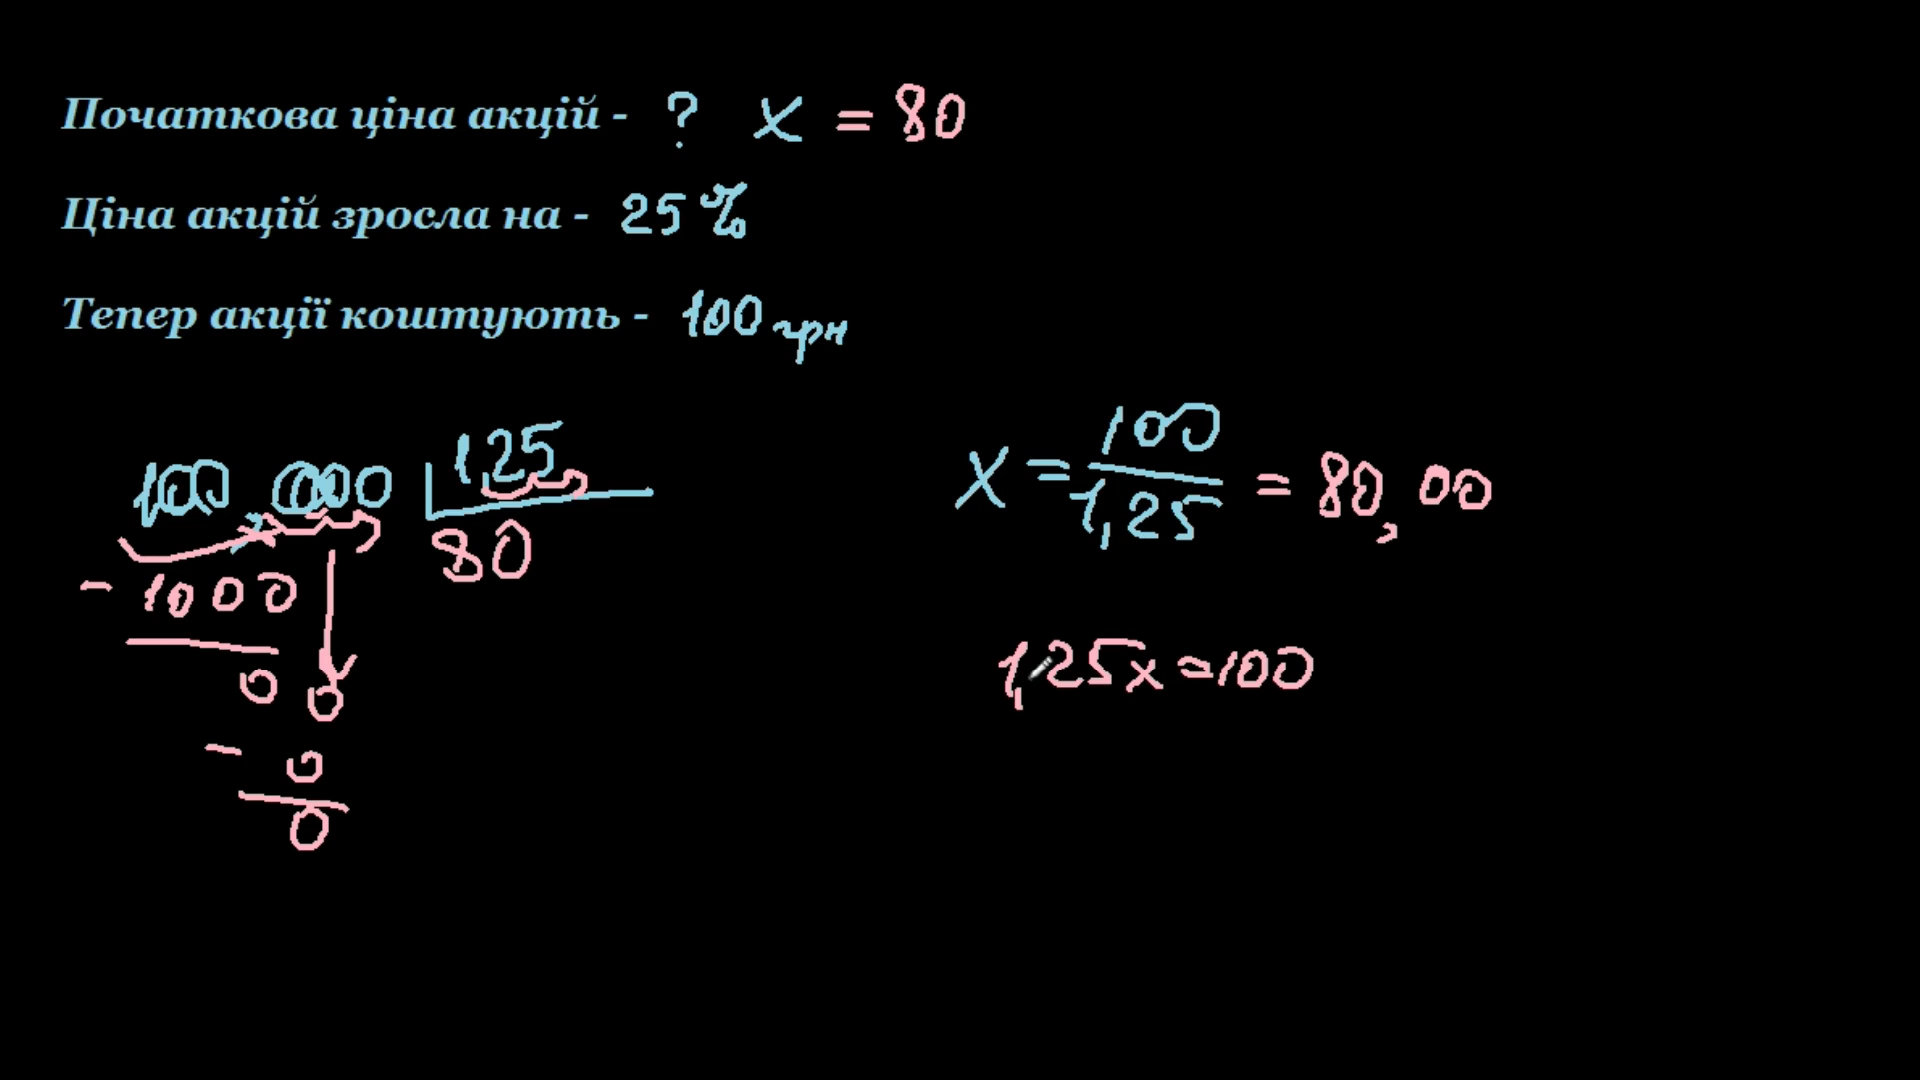 Початкова ціна акцій - ? x = 80
Ціна акцій зросла на - 25 %
Тепер акції коштують - 100 грн
100,000 1,25
80
- 1000
0 0
- 0
0
x = 100 / 1,25 = 80,00
1,25x = 100